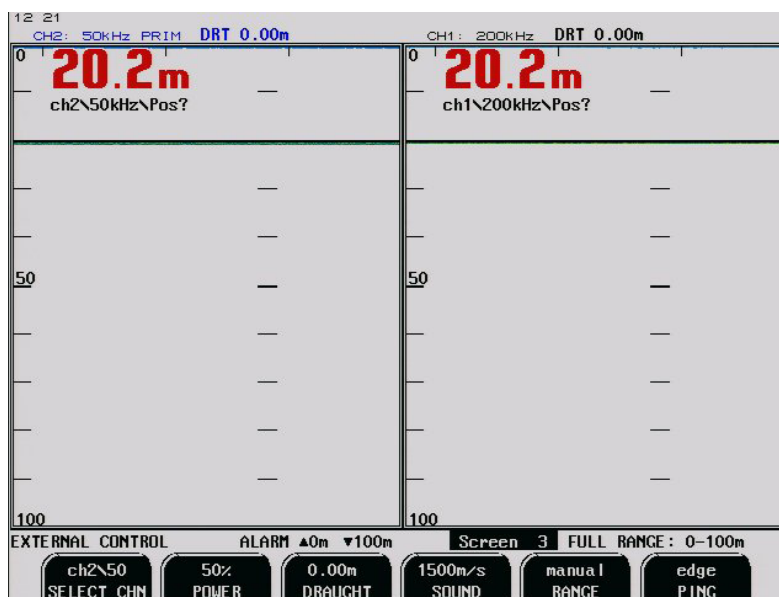 12 21
CH2: 50KHz PRIM DRT 0.00m
CH1: 200KHz DRT 0.00m
0
20.2m
ch2\50kHz\Pos?
50
100
0
20.2m
ch1\200kHz\Pos?
50
100
EXTERNAL CONTROL ALARM ▲0m ▼100m Screen 3 FULL RANGE: 0-100m
ch2\50 50% 0.00m 1500m/s manual edge
SELECT CHN POWER DRAUGHT SOUND RANGE PING